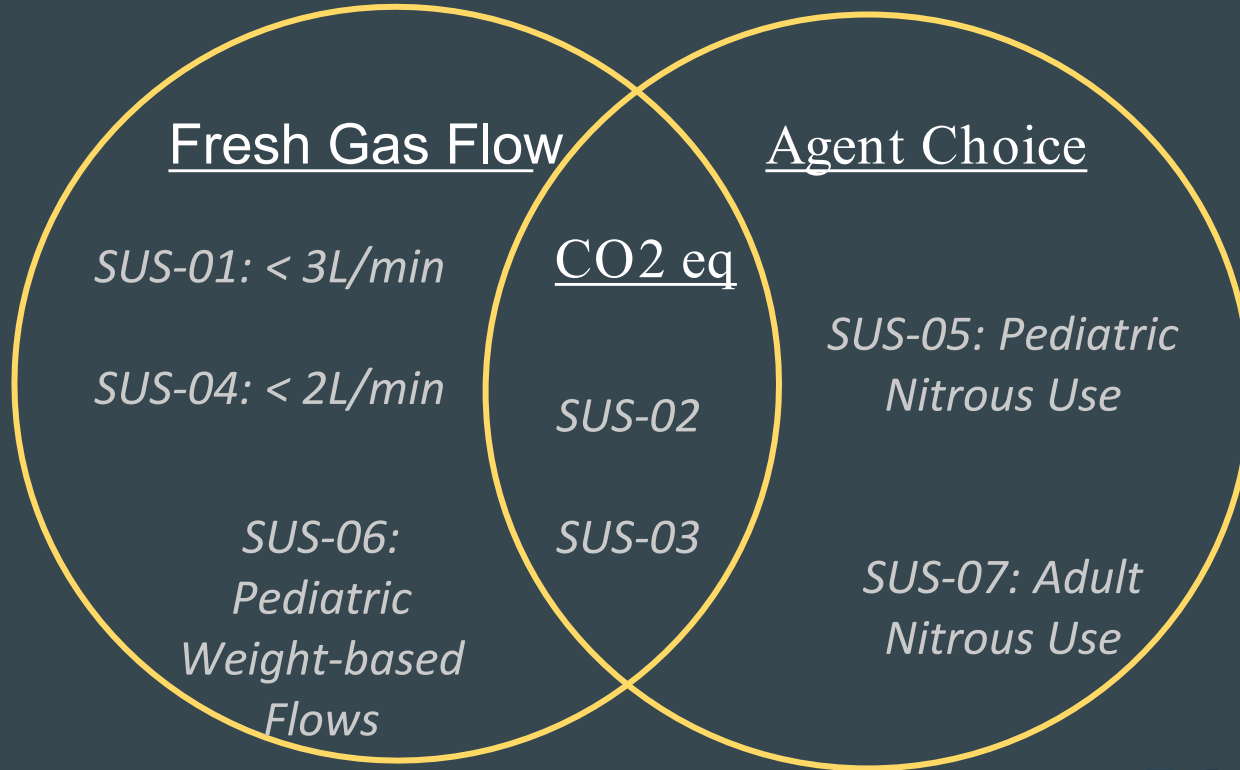 Fresh Gas Flow
SUS-01: < 3L/min
SUS-04: < 2L/min
SUS-06:
Pediatric
Weight-based
Flows
CO2 eq
SUS-02
SUS-03
Agent Choice
SUS-05: Pediatric
Nitrous Use
SUS-07: Adult
Nitrous Use